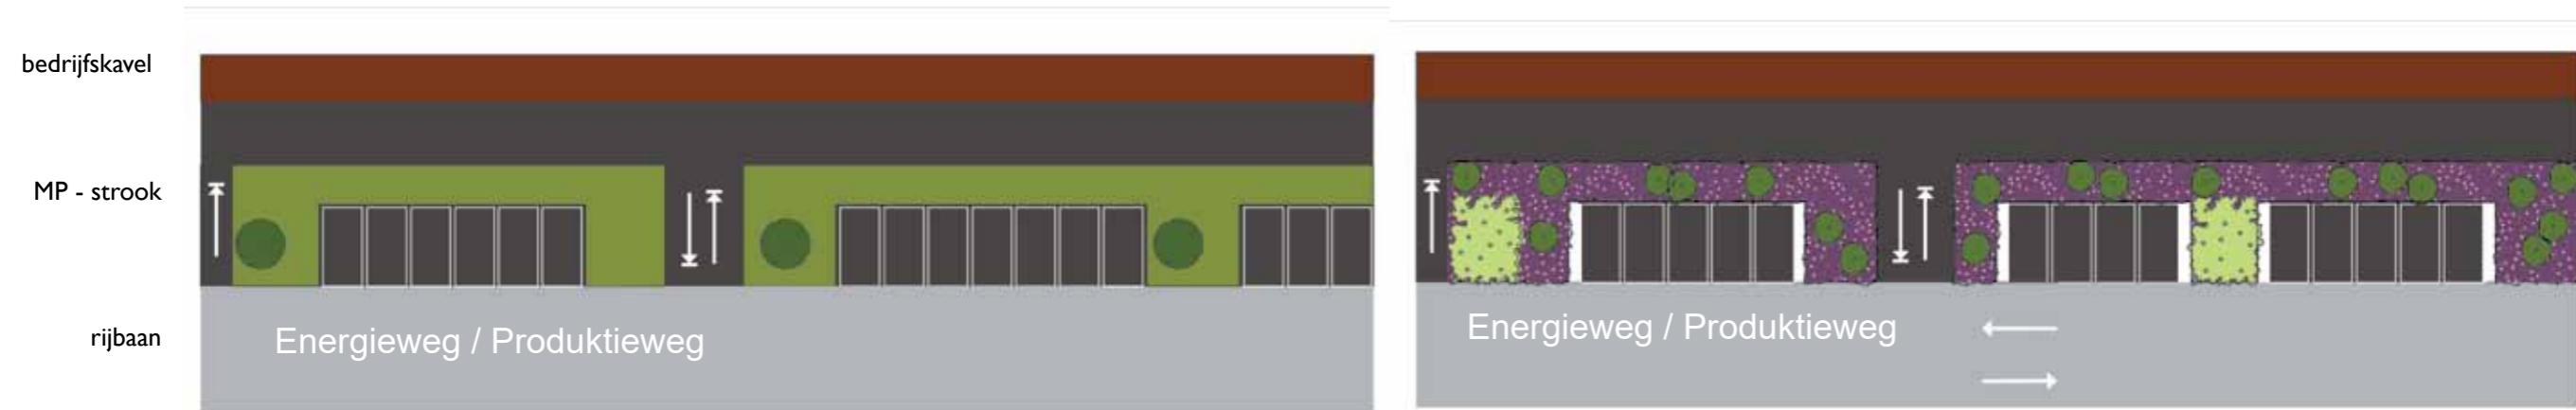 bedrijfskavel
MP - strook
rijbaan
Energieweg / Produktieweg
Energieweg / Produktieweg